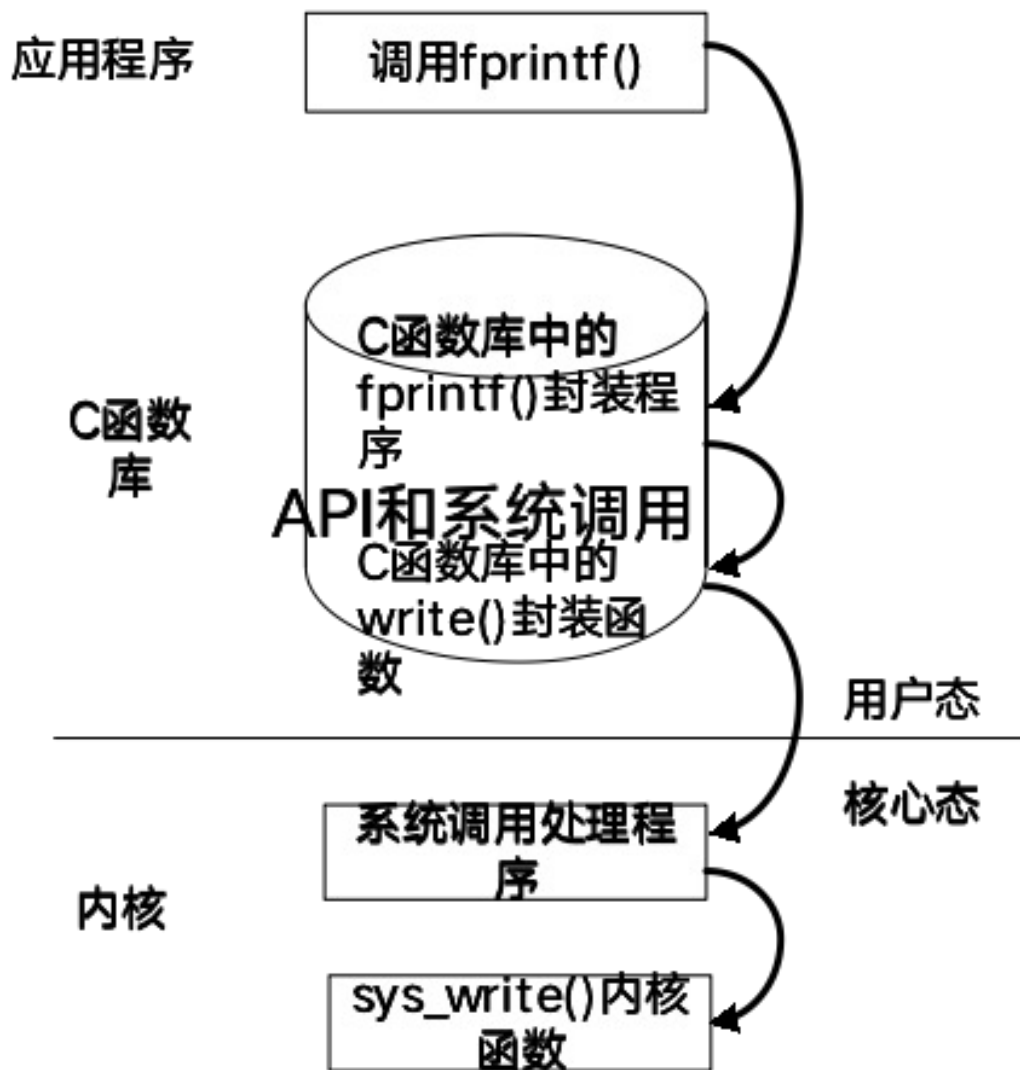 应用程序
调用fprintf()
C函数库中的
fprintf()封装程
序
C函数
库
API和系统调用
C函数库中的
write()封装函
数
用户态
核心态
系统调用处理程
序
内核
sys_write()内核
函数